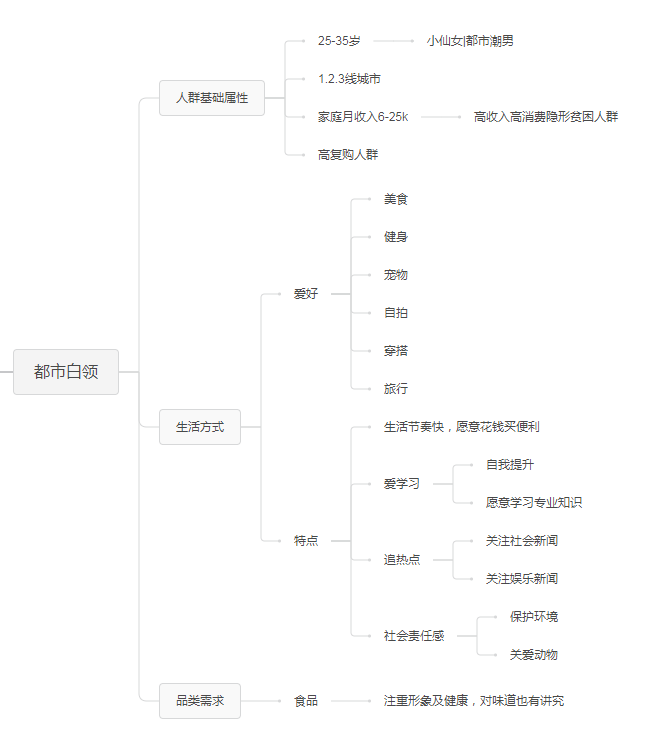 都市白领
人群基础属性
25-35岁
小仙女|都市潮男
1.2.3线城市
家庭月收入6-25k
高收入高消费隐形贫困人群
高复购人群
生活方式
爱好
美食
健身
宠物
自拍
穿搭
旅行
特点
生活节奏快，愿意花钱买便利
爱学习
自我提升
愿意学习专业知识
追热点
关注社会新闻
关注娱乐新闻
社会责任感
保护环境
关爱动物
品类需求
食品
注重形象及健康，对味道也有讲究